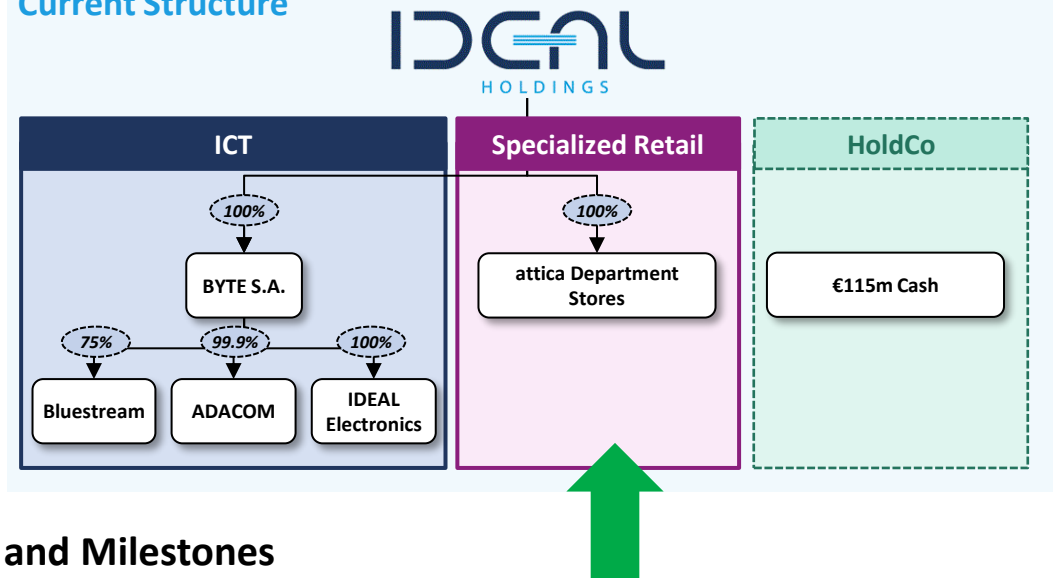 Current Structure
IDEAL
HOLDINGS
ICT
Specialized Retail
HoldCo
100%
100%
BYTE S.A.
attica Department
Stores
€115m Cash
75%
99.9%
100%
Bluestream
ADACOM
IDEAL
Electronics
and Milestones